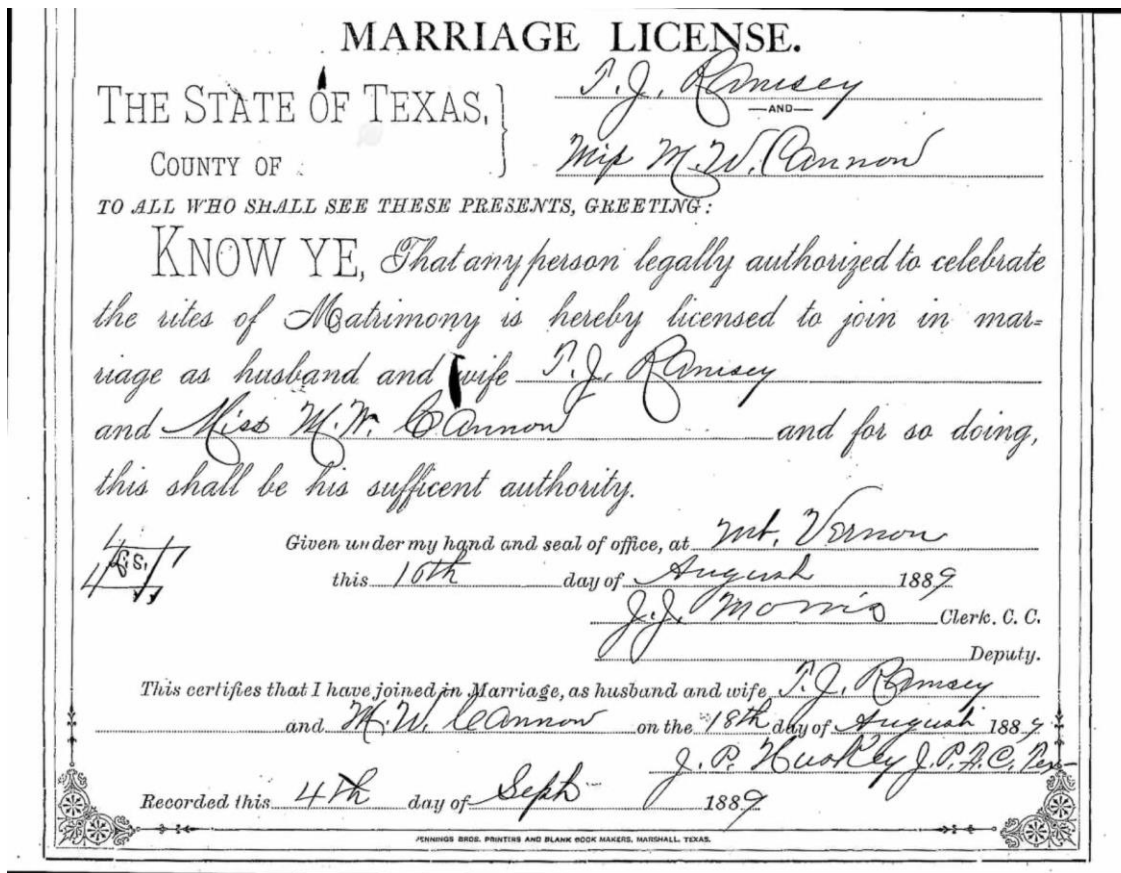 MARRIAGE LICENSE.
THE STATE OF TEXAS,
COUNTY OF
T. J. Ramsey
AND
Miss M. W. Cannon
TO ALL WHO SHALL SEE THESE PRESENTS, GREETING:
KNOW YE, That any person legally authorized to celebrate
the rites of Matrimony is hereby licensed to join in mar=
riage as husband and wife T. J. Ramsey
and Miss M. W. Cannon and for so doing,
this shall be his sufficent authority.
L.S.
Given under my hand and seal of office, at Mt. Vernon
this 16th day of August 1889
J. J. Morris Clerk. C. C.
Deputy.
This certifies that I have joined in Marriage, as husband and wife T. J. Ramsey
and M. W. Cannon on the 18th day of August 1889
J. P. Huskey J. P. F. C. Tex
Recorded this 4th day of Sept 1889
JENNINGS BROS. PRINTING AND BLANK BOOK MAKERS, MARSHALL, TEXAS.